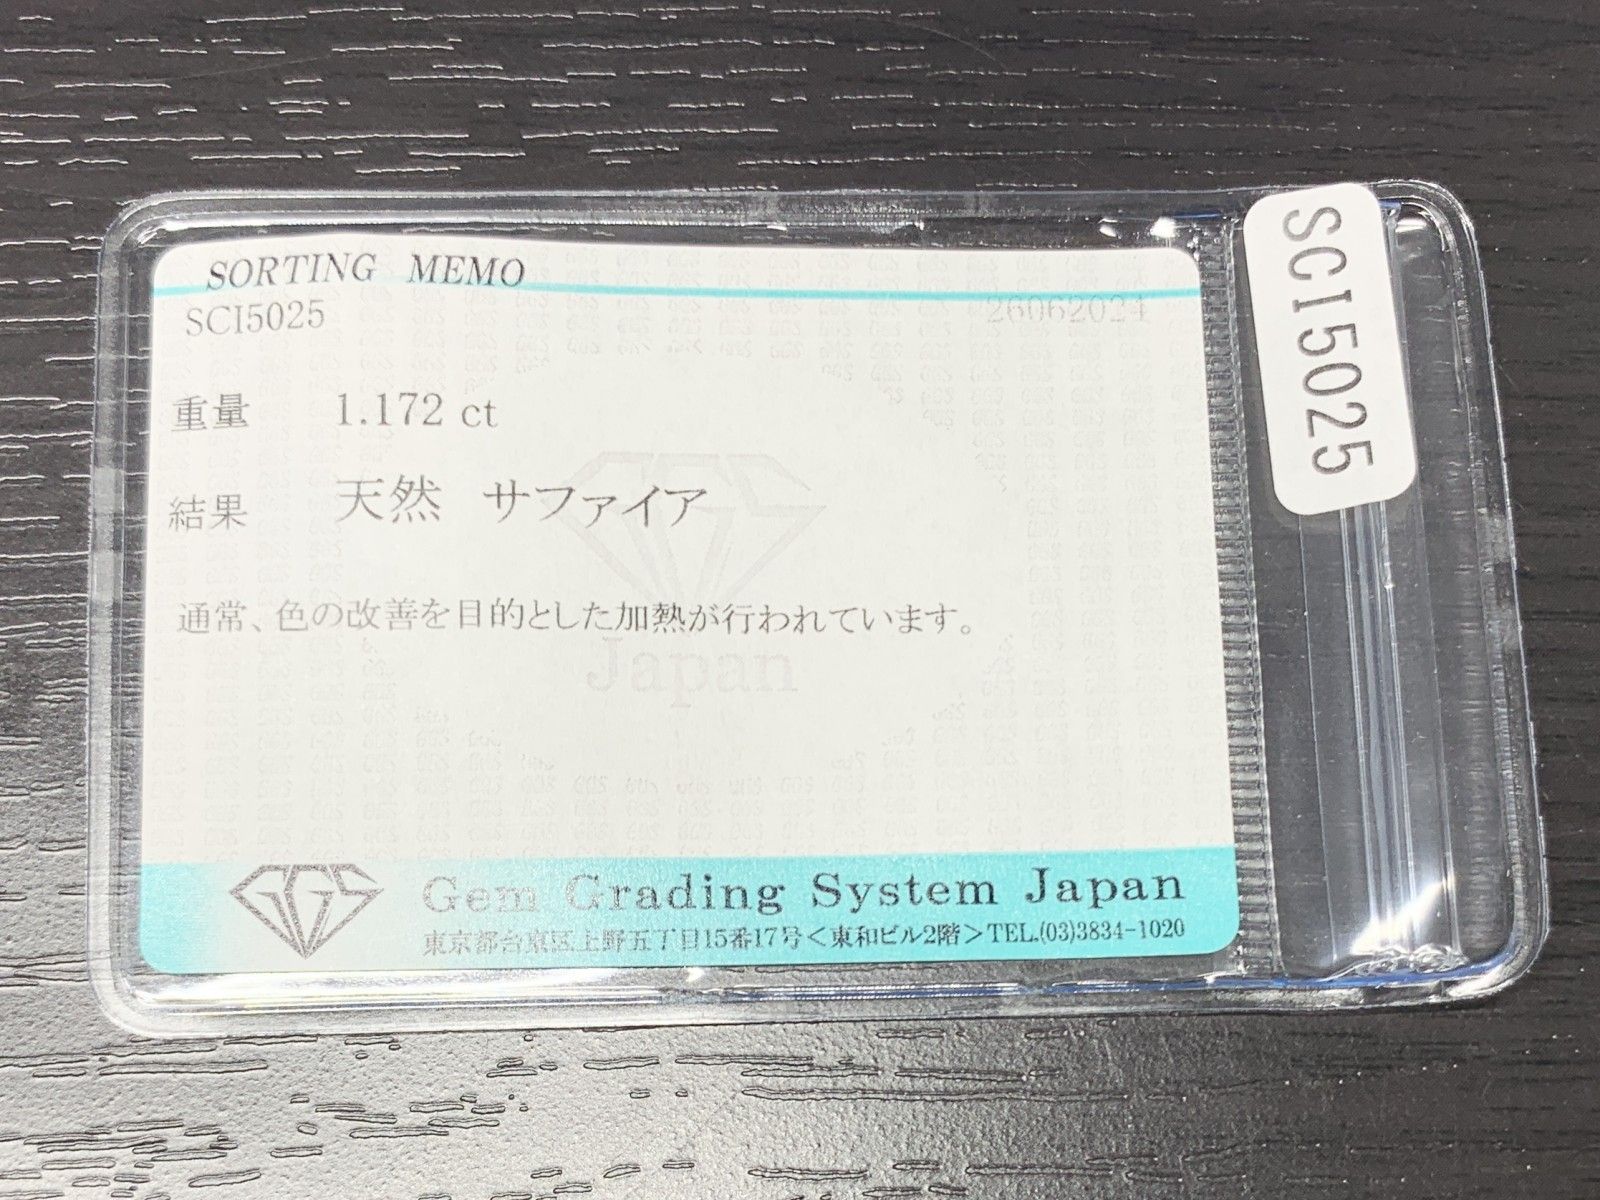 SORTING MEMO
SCI5025 26062024
重量 1.172 ct
結果 天然 サファイア
通常、色の改善を目的とした加熱が行われています。
Japan
GGS Gem Grading System Japan
東京都台東区上野五丁目15番17号＜東和ビル2階＞TEL.(03)3834-1020
SCI5025